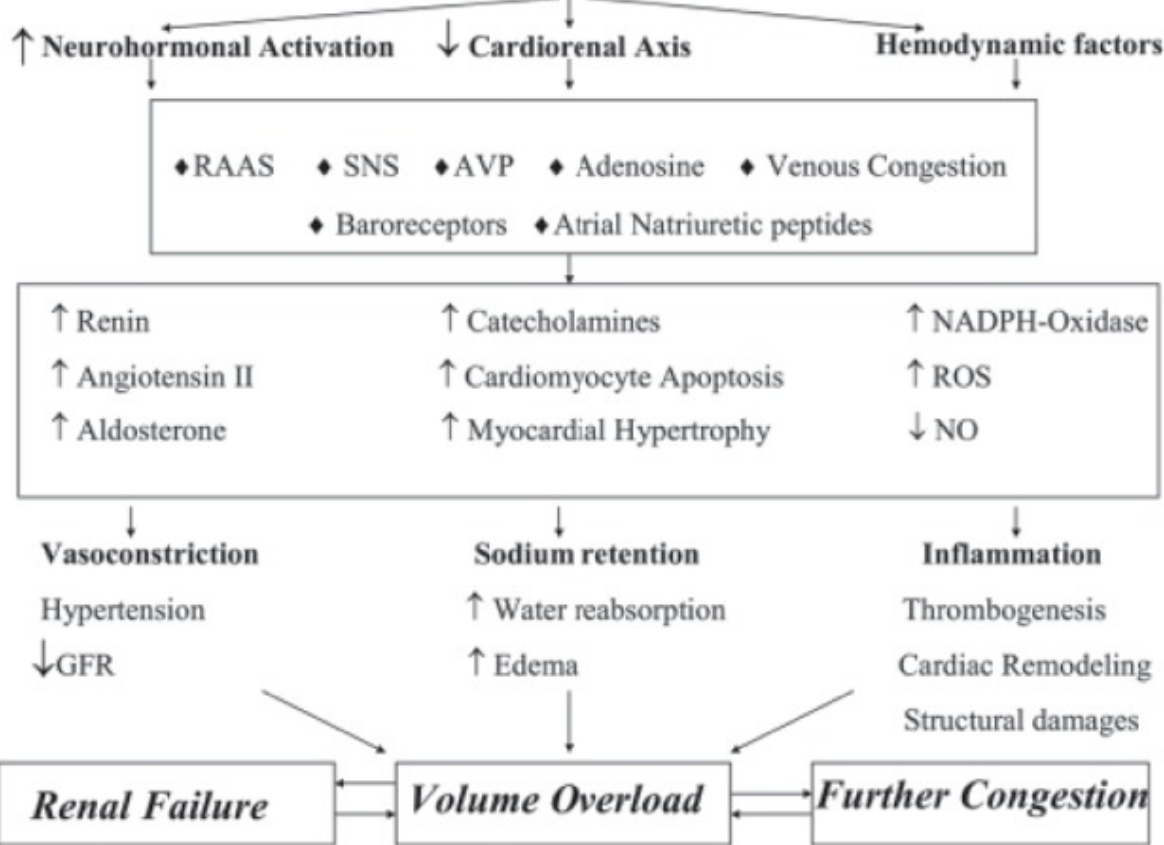 ↑ Neurohormonal Activation ↓ Cardiorenal Axis Hemodynamic factors
♦RAAS ♦ SNS ♦AVP ♦ Adenosine ♦ Venous Congestion
♦ Baroreceptors ♦Atrial Natriuretic peptides
↑ Renin ↑ Catecholamines ↑ NADPH-Oxidase
↑ Angiotensin II ↑ Cardiomyocyte Apoptosis ↑ ROS
↑ Aldosterone ↑ Myocardial Hypertrophy ↓ NO
Vasoconstriction Sodium retention Inflammation
Hypertension ↑ Water reabsorption Thrombogenesis
↓GFR ↑ Edema Cardiac Remodeling
Structural damages
Renal Failure Volume Overload Further Congestion